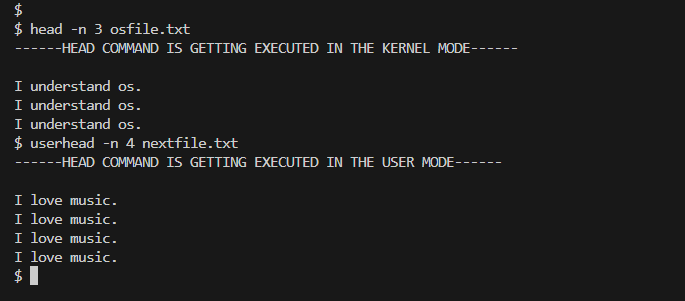 $
$ head -n 3 osfile.txt
------HEAD COMMAND IS GETTING EXECUTED IN THE KERNEL MODE------
I understand os.
I understand os.
I understand os.
$ userhead -n 4 nextfile.txt
------HEAD COMMAND IS GETTING EXECUTED IN THE USER MODE------
I love music.
I love music.
I love music.
I love music.
$